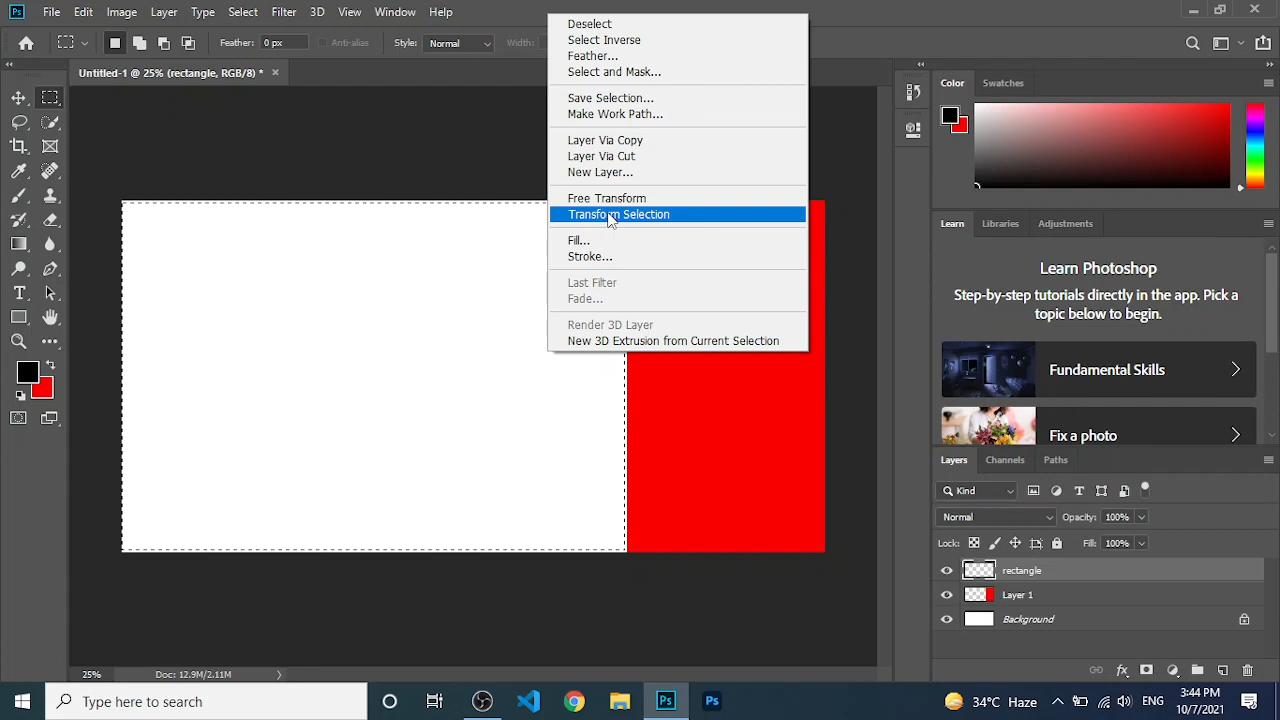 Ps File Edit Image Layer Type Select Filter 3D View Window Help
Feather: 0 px Anti-alias Style: Normal Width:
Untitled-1 @ 25% (rectangle, RGB/8) *
Deselect
Select Inverse
Feather...
Select and Mask...
Save Selection...
Make Work Path...
Layer Via Copy
Layer Via Cut
New Layer...
Free Transform
Transform Selection
Fill...
Stroke...
Last Filter
Fade...
Render 3D Layer
New 3D Extrusion from Current Selection
Color Swatches
Learn Libraries Adjustments
Learn Photoshop
Step-by-step tutorials directly in the app. Pick a
topic below to begin.
Fundamental Skills
Fix a photo
Layers Channels Paths
Kind
Normal Opacity: 100%
Lock: Fill: 100%
rectangle
Layer 1
Background
25% Doc: 12.9M/2.11M
Type here to search
Ps Ps
34°C Haze
3:44 PM
10/7/2021